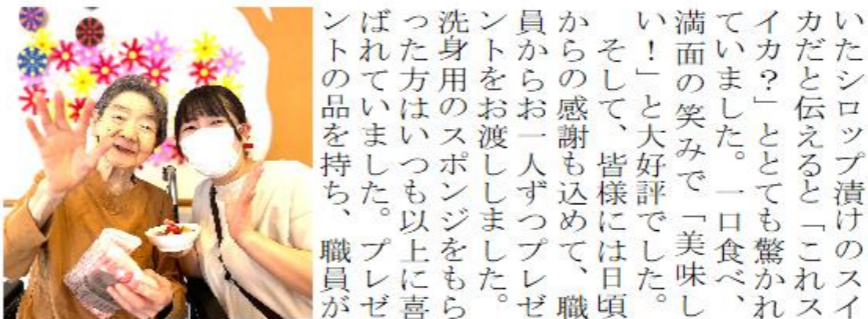 いたシロップ漬けのスイ
カだと伝えると「これス
イカ?」ととても驚かれ
ていました。一口食べ、
満面の笑みで「美味し
い!」と大好評でした。
そして、皆様には日頃
からの感謝も込めて、職
員からお一人ずつプレゼ
ントをお渡ししました。
洗身用のスポンジをもら
った方はいつも以上に喜
ばれていました。プレゼ
ントの品を持ち、職員が